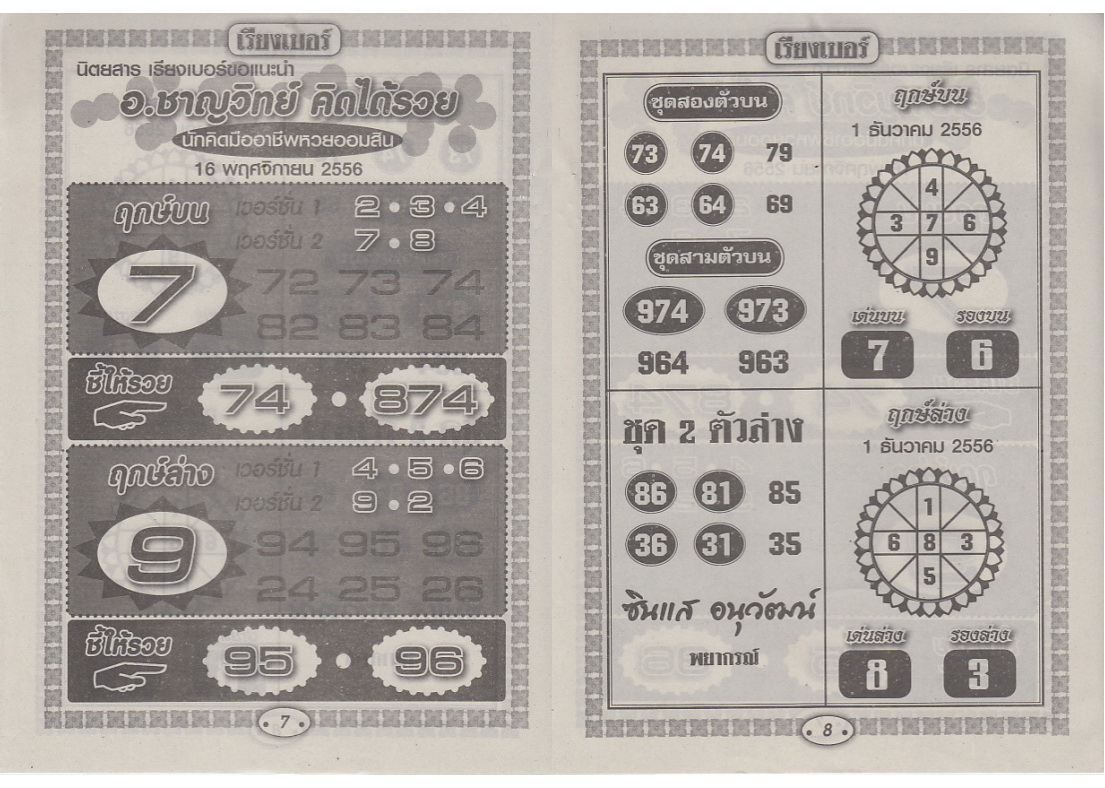 เรียงเบอร์
นิตยสาร เรียงเบอร์ขอแนะนำ
อ.ชาญวิทย์ คิดได้รวย
นักคิดมืออาชีพหวยออมสิน
16 พฤศจิกายน 2556
ฤกษ์บน
เวอร์ชั่น 1 2 • 3 • 4
เวอร์ชั่น 2 7 • 8
7
72 73 74
82 83 84
ชี้ให้รวย 74 • 874
ฤกษ์ล่าง
เวอร์ชั่น 1 4 • 5 • 6
เวอร์ชั่น 2 9 • 2
9
94 95 96
24 25 26
ชี้ให้รวย 95 • 96
7
เรียงเบอร์
ชุดสองตัวบน
73 74 79
63 64 69
ชุดสามตัวบน
974 973
964 963
ฤกษ์บน
1 ธันวาคม 2556
4
3 7 6
9
เด่นบน รองบน
7 6
ชุด 2 ตัวล่าง
86 81 85
36 31 35
ซินแส อนุวัฒน์
พยากรณ์
ฤกษ์ล่าง
1 ธันวาคม 2556
1
6 8 3
5
เด่นล่าง รองล่าง
8 3
8